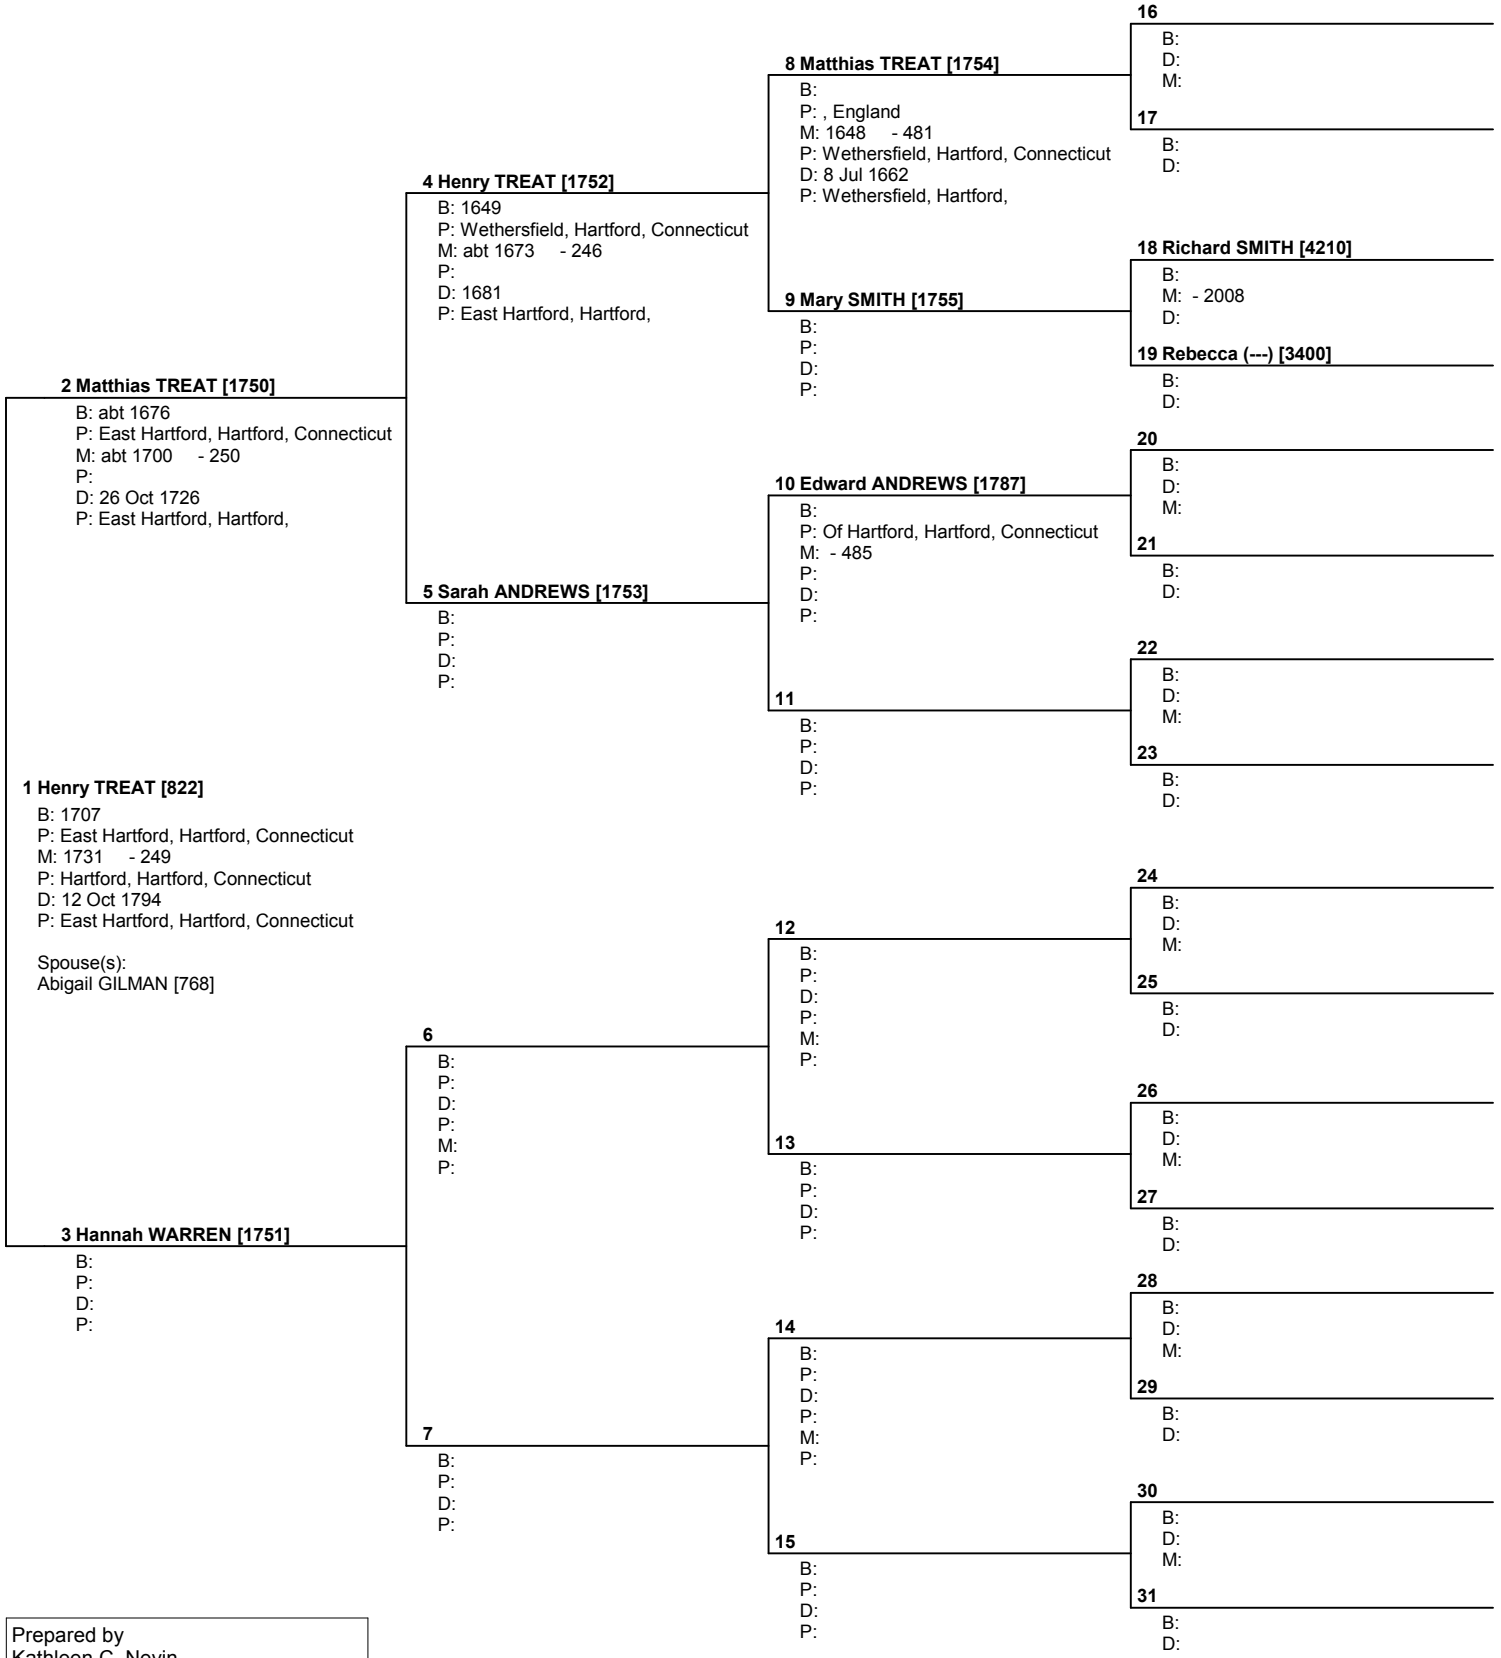 1 Henry TREAT [822]
B: 1707
P: East Hartford, Hartford, Connecticut
M: 1731 - 249
P: Hartford, Hartford, Connecticut
D: 12 Oct 1794
P: East Hartford, Hartford, Connecticut
Spouse(s):
Abigail GILMAN [768]
2 Matthias TREAT [1750]
B: abt 1676
P: East Hartford, Hartford, Connecticut
M: abt 1700 - 250
P:
D: 26 Oct 1726
P: East Hartford, Hartford,
3 Hannah WARREN [1751]
B:
P:
D:
P:
4 Henry TREAT [1752]
B: 1649
P: Wethersfield, Hartford, Connecticut
M: abt 1673 - 246
P:
D: 1681
P: East Hartford, Hartford,
5 Sarah ANDREWS [1753]
B:
P:
D:
P:
6
B:
P:
D:
P:
M:
P:
7
B:
P:
D:
P:
8 Matthias TREAT [1754]
B:
P: , England
M: 1648 - 481
P: Wethersfield, Hartford, Connecticut
D: 8 Jul 1662
P: Wethersfield, Hartford,
9 Mary SMITH [1755]
B:
P:
D:
P:
10 Edward ANDREWS [1787]
B:
P: Of Hartford, Hartford, Connecticut
M: - 485
P:
D:
P:
11
B:
P:
D:
P:
12
B:
P:
D:
P:
M:
P:
13
B:
P:
D:
P:
14
B:
P:
D:
P:
M:
P:
15
B:
P:
D:
P:
16
B:
D:
M:
17
B:
D:
18 Richard SMITH [4210]
B:
M: - 2008
D:
19 Rebecca (---) [3400]
B:
D:
20
B:
D:
M:
21
B:
D:
22
B:
D:
M:
23
B:
D:
24
B:
D:
M:
25
B:
D:
26
B:
D:
M:
27
B:
D:
28
B:
D:
M:
29
B:
D:
30
B:
D:
M:
31
B:
D:
Prepared by
Kathleen C. Nevin